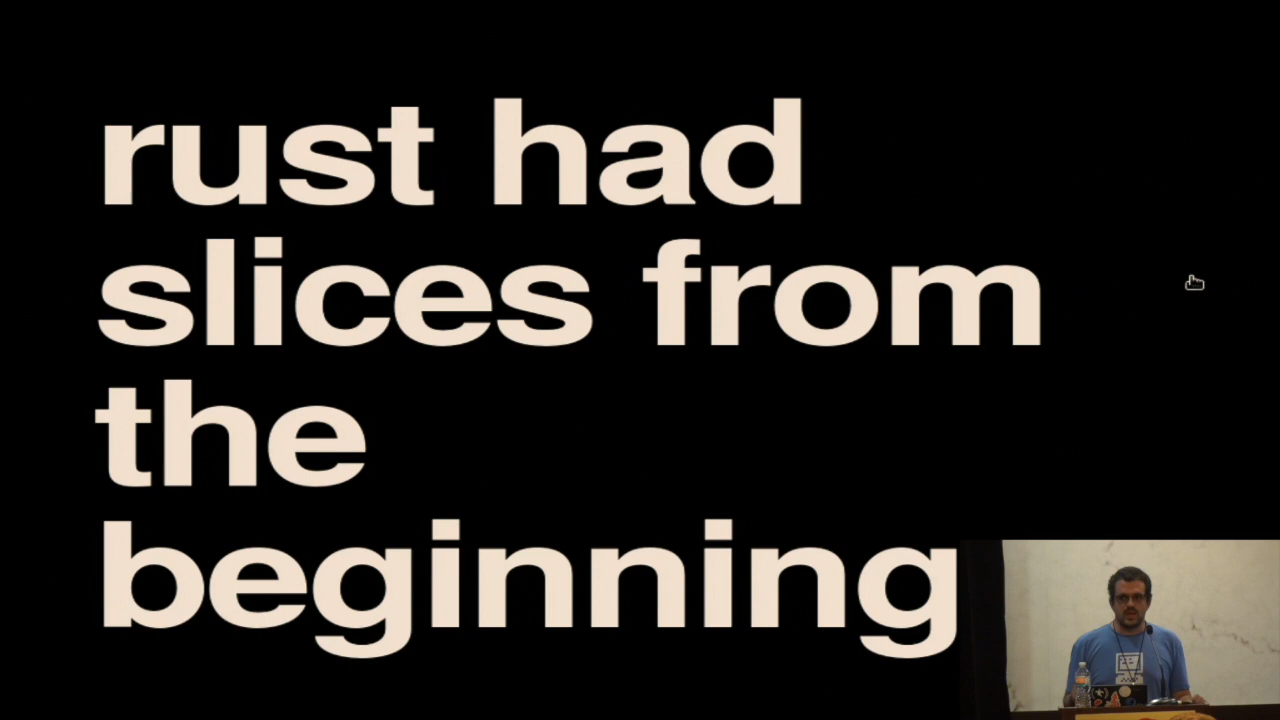 rust had
slices from
the
beginning